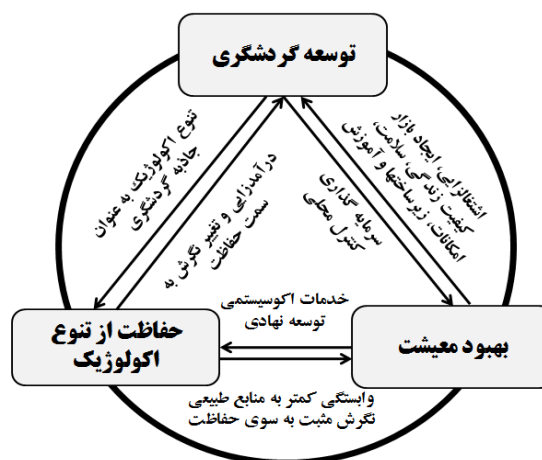 توسعه گردشگری
تنوع اکولوژیک به عنوان
جاذبه گردشگری
درآمدزایی و تغییر نگرش به
سمت حفاظت
اشتغالزایی، ایجاد بازار
کیفیت زندگی، سلامت،
امکانات، زیرساختها و آموزش
سرمایه گذاری
کنترل محلی
خدمات اکوسیستمی
توسعه نهادی
حفاظت از تنوع
اکولوژیک
بهبود معیشت
وابستگی کمتر به منابع طبیعی
نگرش مثبت به سوی حفاظت